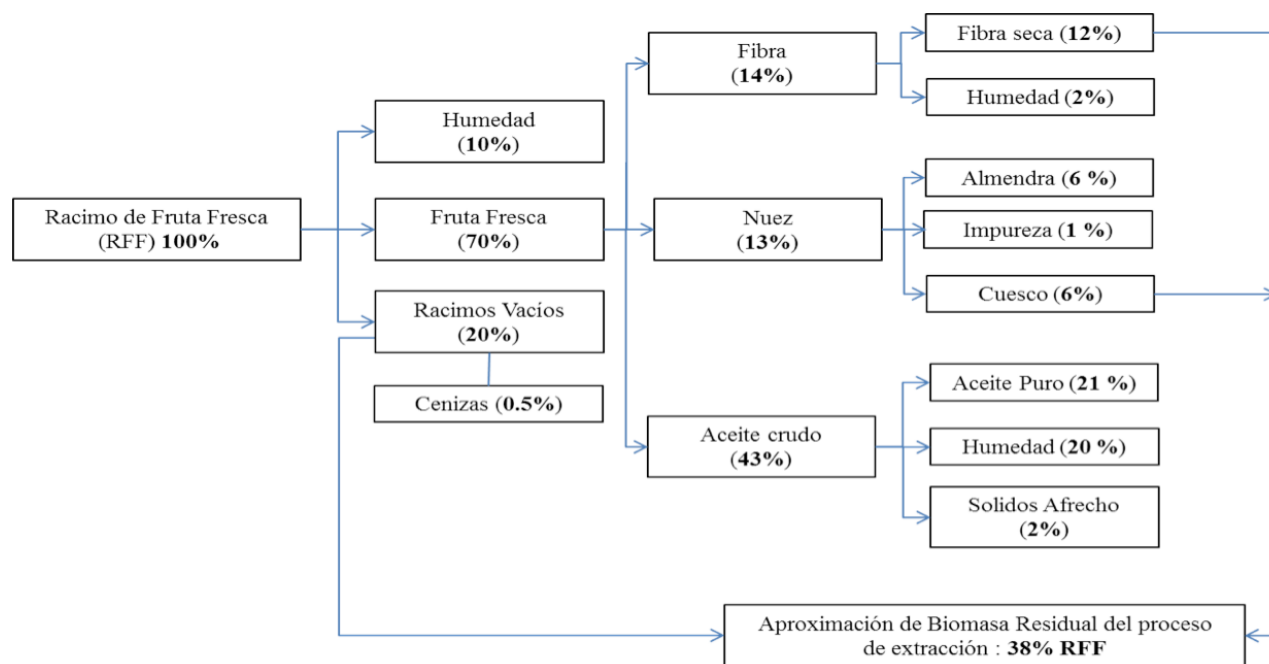 Racimo de Fruta Fresca
(RFF) 100%
Humedad
(10%)
Fruta Fresca
(70%)
Racimos Vacíos
(20%)
Cenizas (0.5%)
Fibra
(14%)
Nuez
(13%)
Aceite crudo
(43%)
Fibra seca (12%)
Humedad (2%)
Almendra (6 %)
Impureza (1 %)
Cuesco (6%)
Aceite Puro (21 %)
Humedad (20 %)
Solidos Afrecho
(2%)
Aproximación de Biomasa Residual del proceso
de extracción : 38% RFF